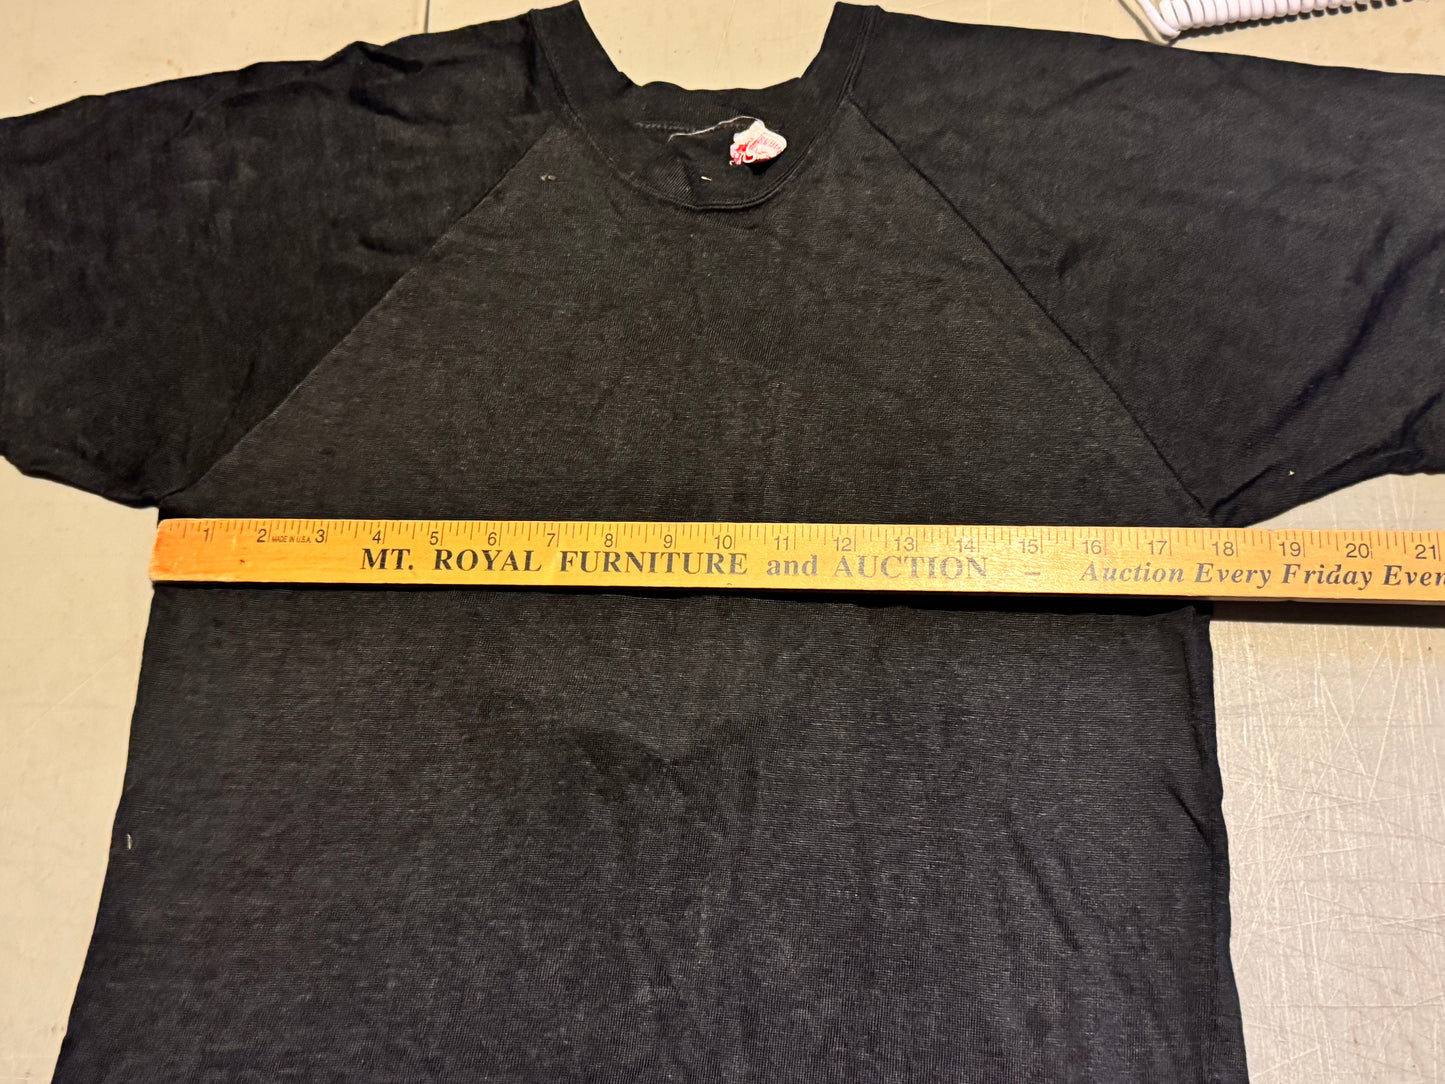 1 2 MADE IN U.S.A. 3 4 5 6 7 8 9 10 11 12 13 14 15 16 17 18 19 20 21
MT. ROYAL FURNITURE and AUCTION – Auction Every Friday Even